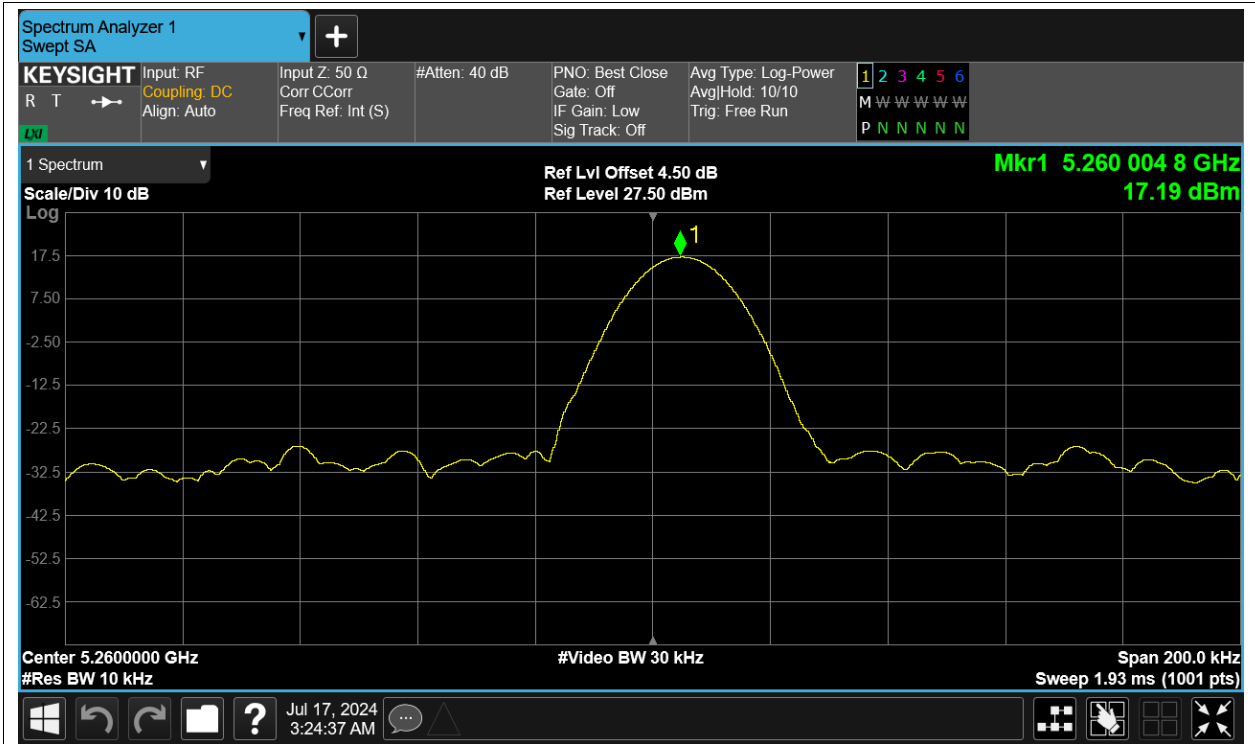 Spectrum Analyzer 1
Swept SA
KEYSIGHT
R T
LXI
Input: RF
Coupling: DC
Align: Auto
Input Z: 50 Ω
Corr CCorr
Freq Ref: Int (S)
#Atten: 40 dB
PNO: Best Close
Gate: Off
IF Gain: Low
Sig Track: Off
Avg Type: Log-Power
Avg|Hold: 10/10
Trig: Free Run
1 2 3 4 5 6
M W W W W W
P N N N N N
1 Spectrum
Scale/Div 10 dB
Log
Ref Lvl Offset 4.50 dB
Ref Level 27.50 dBm
Mkr1 5.260 004 8 GHz
17.19 dBm
1
17.5
7.50
-2.50
-12.5
-22.5
-32.5
-42.5
-52.5
-62.5
Center 5.2600000 GHz
#Video BW 30 kHz
Span 200.0 kHz
#Res BW 10 kHz
Sweep 1.93 ms (1001 pts)
?
Jul 17, 2024
3:24:37 AM